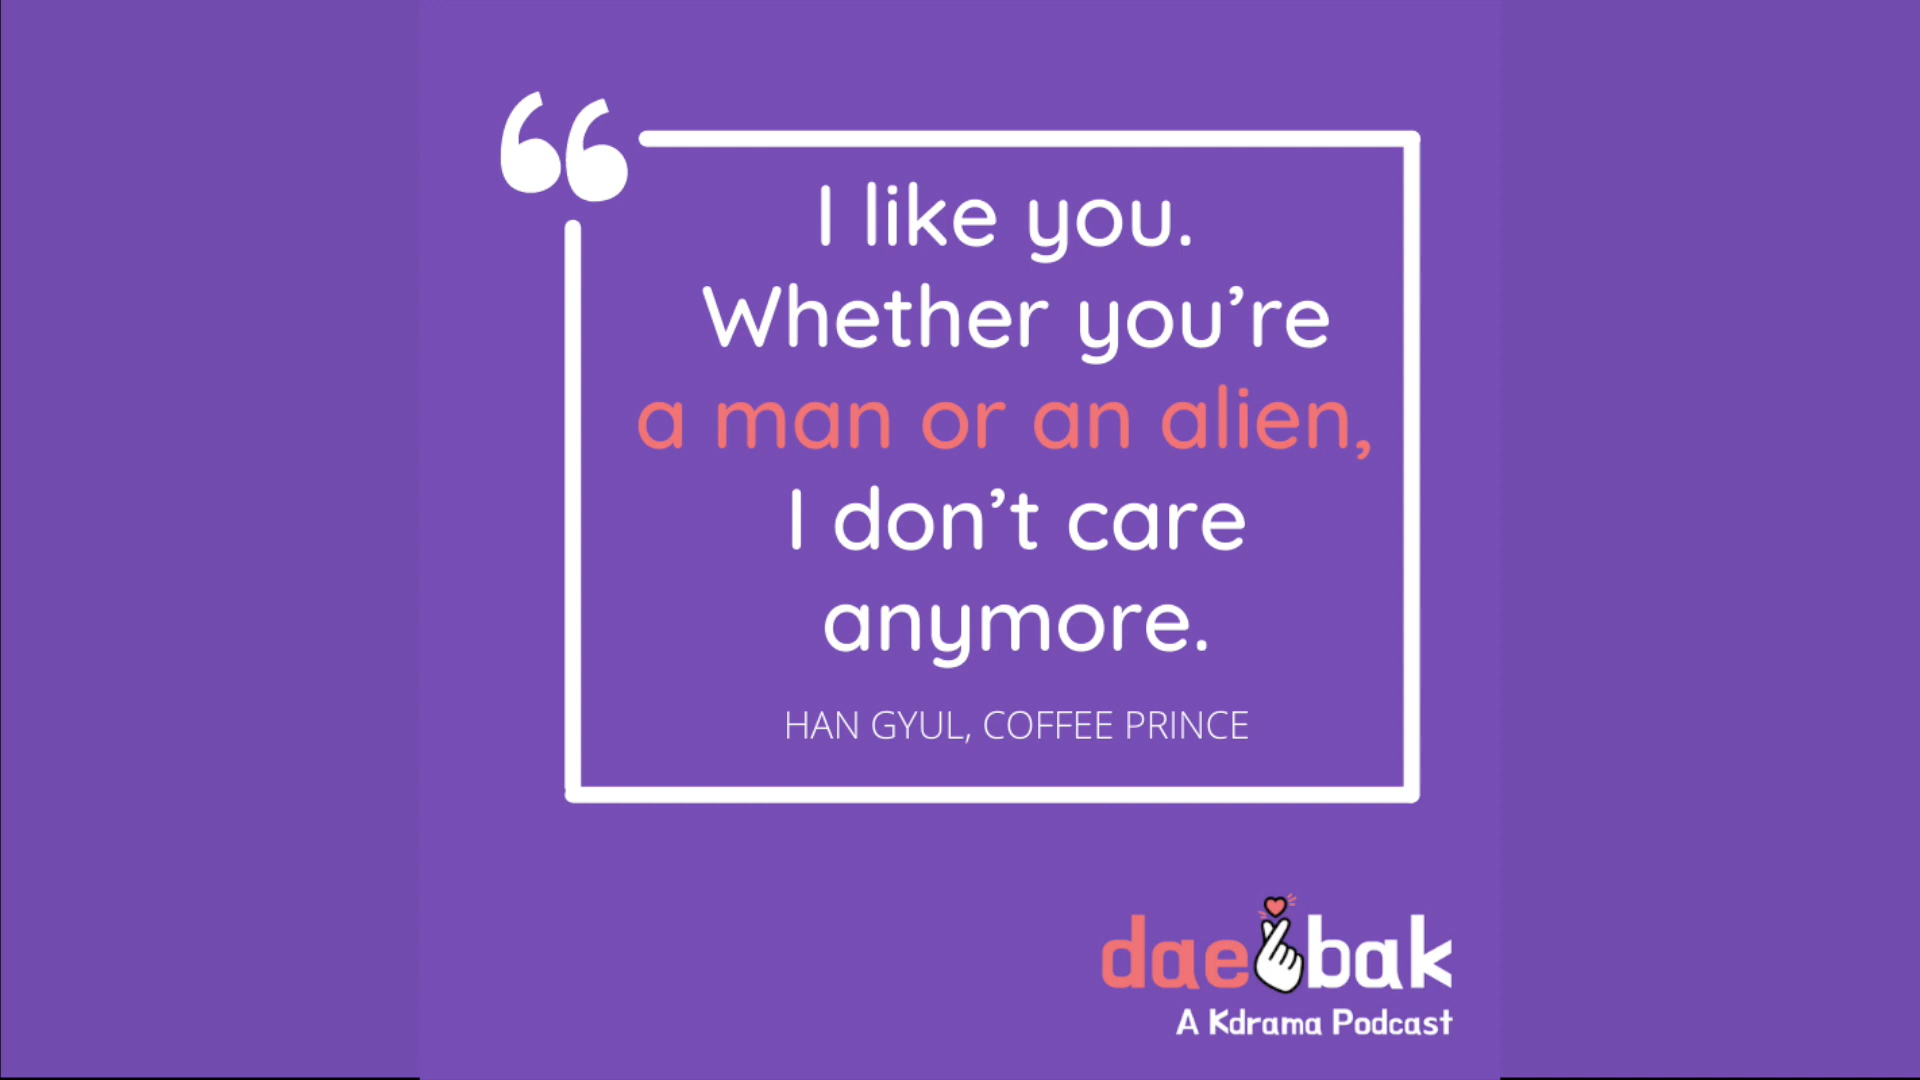 “
I like you.
Whether you’re
a man or an alien,
I don’t care
anymore.
HAN GYUL, COFFEE PRINCE
daebak
A Kdrama Podcast